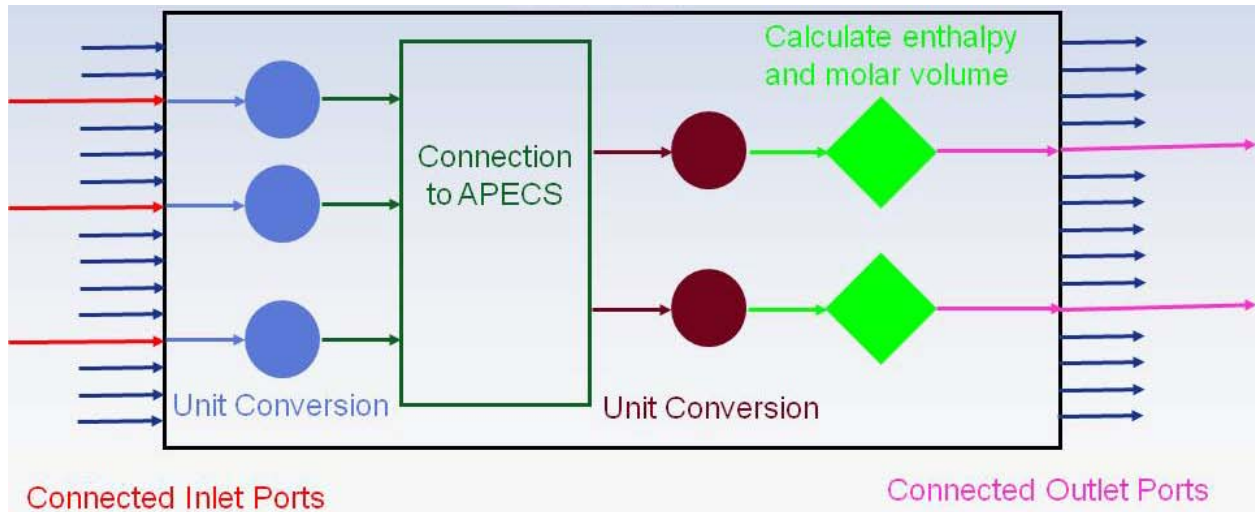 Calculate enthalpy
and molar volume
Connection
to APECS
Unit Conversion
Unit Conversion
Connected Inlet Ports
Connected Outlet Ports